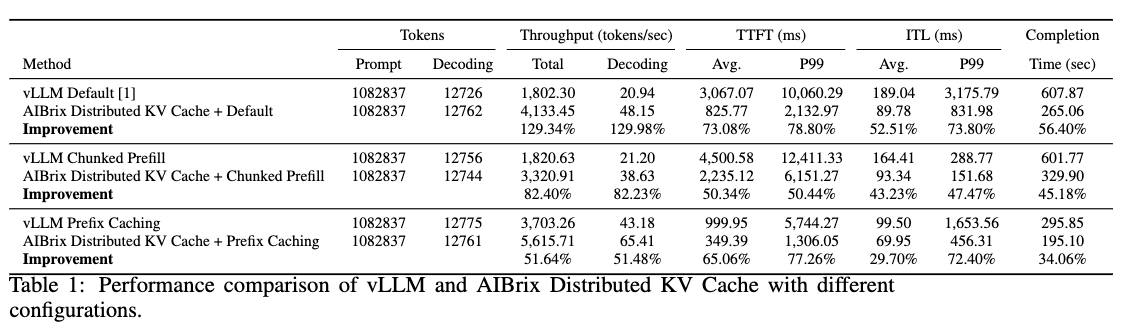 Tokens Throughput (tokens/sec) TTFT (ms) ITL (ms) Completion
Method Prompt Decoding Total Decoding Avg. P99 Avg. P99 Time (sec)
vLLM Default [1] 1082837 12726 1,802.30 20.94 3,067.07 10,060.29 189.04 3,175.79 607.87
AIBrix Distributed KV Cache + Default 1082837 12762 4,133.45 48.15 825.77 2,132.97 89.78 831.98 265.06
Improvement 129.34% 129.98% 73.08% 78.80% 52.51% 73.80% 56.40%
vLLM Chunked Prefill 1082837 12756 1,820.63 21.20 4,500.58 12,411.33 164.41 288.77 601.77
AIBrix Distributed KV Cache + Chunked Prefill 1082837 12744 3,320.91 38.63 2,235.12 6,151.27 93.34 151.68 329.90
Improvement 82.40% 82.23% 50.34% 50.44% 43.23% 47.47% 45.18%
vLLM Prefix Caching 1082837 12775 3,703.26 43.18 999.95 5,744.27 99.50 1,653.56 295.85
AIBrix Distributed KV Cache + Prefix Caching 1082837 12761 5,615.71 65.41 349.39 1,306.05 69.95 456.31 195.10
Improvement 51.64% 51.48% 65.06% 77.26% 29.70% 72.40% 34.06%
Table 1: Performance comparison of vLLM and AIBrix Distributed KV Cache with different
configurations.